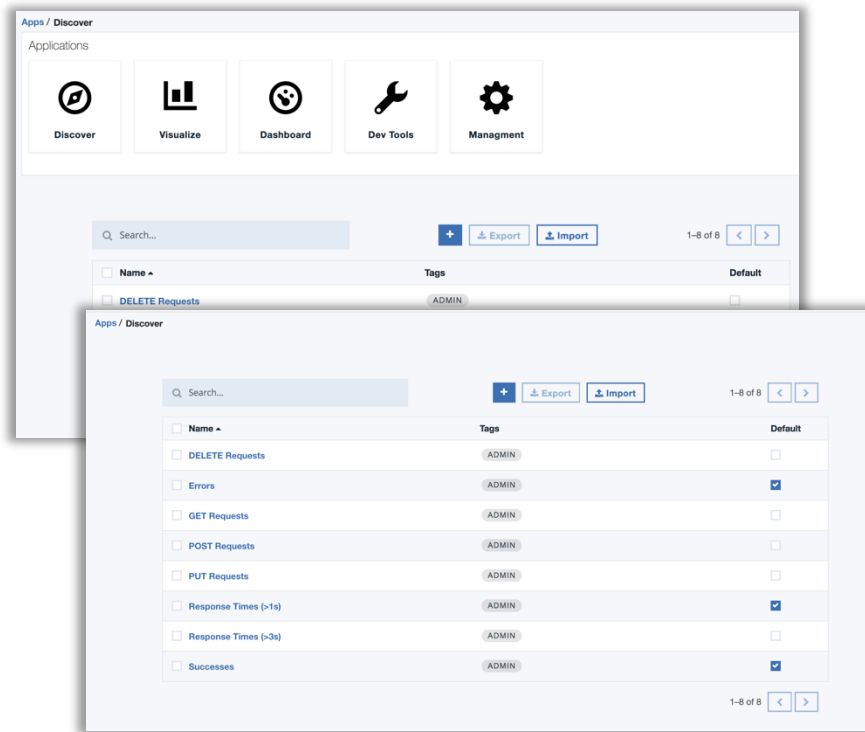 Apps / Discover
Applications
Discover Visualize Dashboard Dev Tools Managment
Search... + Export Import 1–8 of 8 < >
Name Tags Default
DELETE Requests ADMIN
Apps / Discover
Search... + Export Import 1–8 of 8 < >
Name Tags Default
DELETE Requests ADMIN
Errors ADMIN
GET Requests ADMIN
POST Requests ADMIN
PUT Requests ADMIN
Response Times (>1s) ADMIN
Response Times (>3s) ADMIN
Successes ADMIN
1–8 of 8 < >